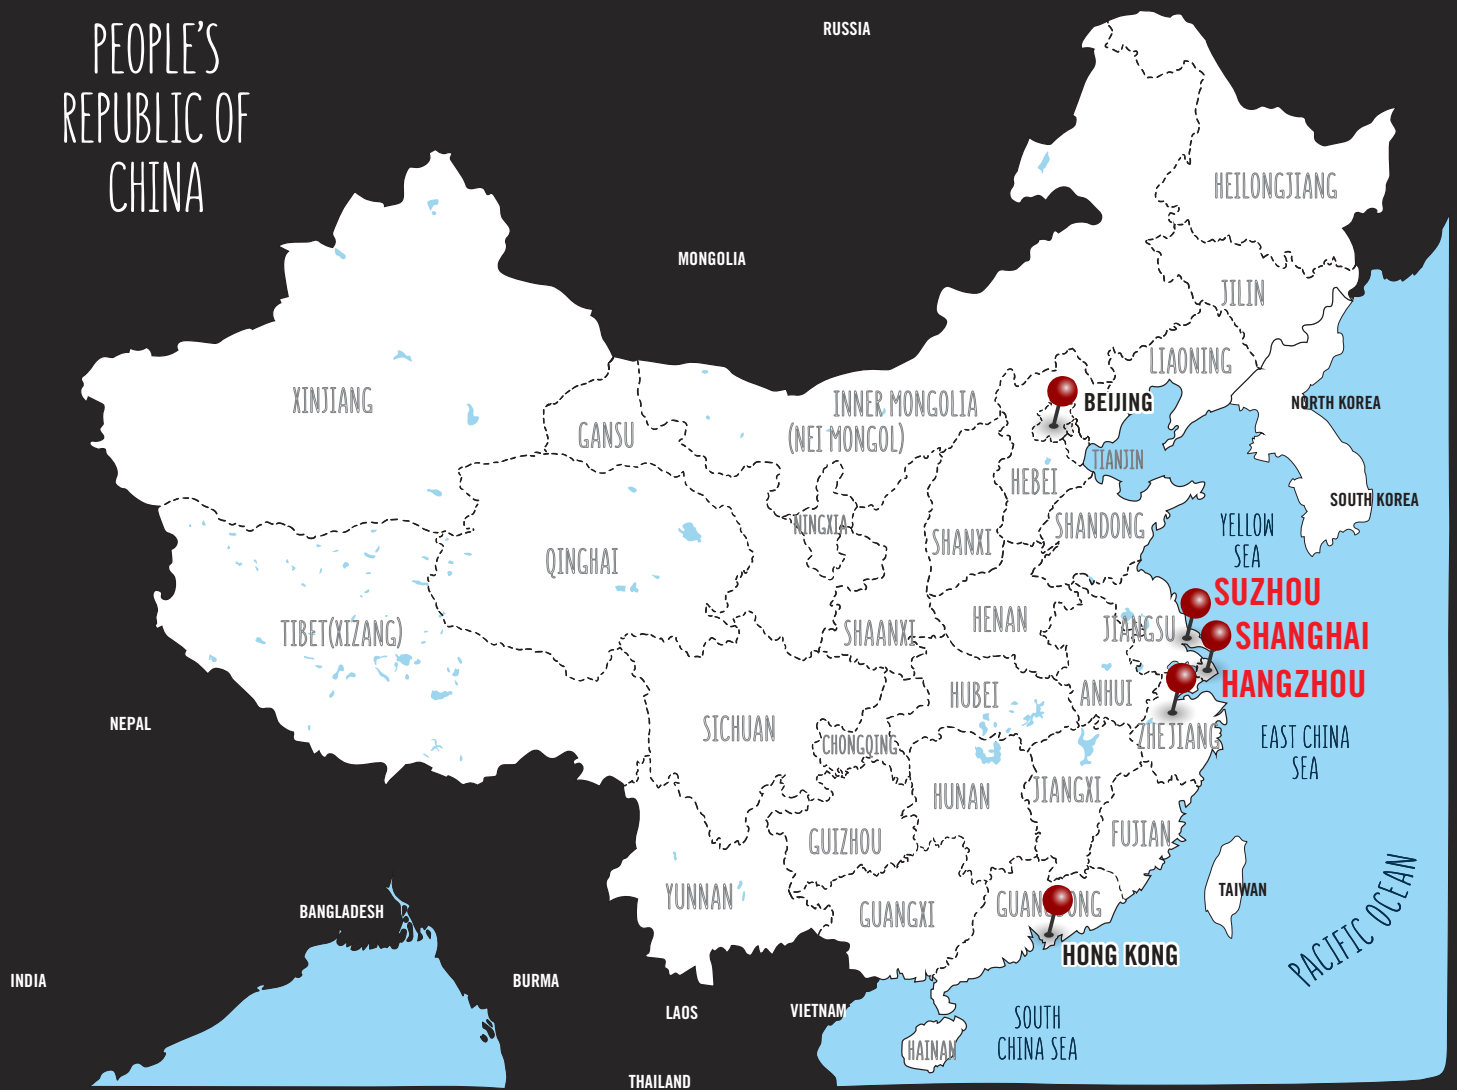 PEOPLE'S
REPUBLIC OF
CHINA
RUSSIA
HEILONGJIANG
MONGOLIA
JILIN
LIAONING
XINJIANG
INNER MONGOLIA
(NEI MONGOL)
BEIJING
NORTH KOREA
GANSU
TIANJIN
HEBEI
SOUTH KOREA
NINGXIA
SHANXI
SHANDONG
YELLOW
SEA
QINGHAI
SUZHOU
TIBET(XIZANG)
SHAANXI
HENAN
JIANGSU
SHANGHAI
HUBEI
ANHUI
HANGZHOU
NEPAL
SICHUAN
CHONGQING
ZHEJIANG
EAST CHINA
SEA
HUNAN
JIANGXI
GUIZHOU
FUJIAN
YUNNAN
GUANGXI
GUANGDONG
TAIWAN
BANGLADESH
HONG KONG
PACIFIC OCEAN
INDIA
BURMA
LAOS
VIETNAM
SOUTH
CHINA SEA
HAINAN
THAILAND